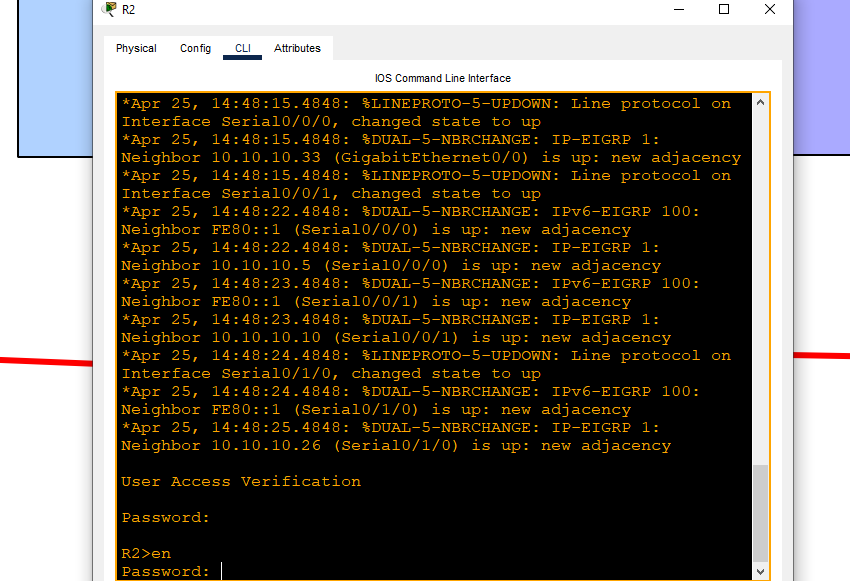 R2
Physical Config CLI Attributes
IOS Command Line Interface
*Apr 25, 14:48:15.4848: %LINEPROTO-5-UPDOWN: Line protocol on
Interface Serial0/0/0, changed state to up
*Apr 25, 14:48:15.4848: %DUAL-5-NBRCHANGE: IP-EIGRP 1:
Neighbor 10.10.10.33 (GigabitEthernet0/0) is up: new adjacency
*Apr 25, 14:48:15.4848: %LINEPROTO-5-UPDOWN: Line protocol on
Interface Serial0/0/1, changed state to up
*Apr 25, 14:48:22.4848: %DUAL-5-NBRCHANGE: IPv6-EIGRP 100:
Neighbor FE80::1 (Serial0/0/0) is up: new adjacency
*Apr 25, 14:48:22.4848: %DUAL-5-NBRCHANGE: IP-EIGRP 1:
Neighbor 10.10.10.5 (Serial0/0/0) is up: new adjacency
*Apr 25, 14:48:23.4848: %DUAL-5-NBRCHANGE: IPv6-EIGRP 100:
Neighbor FE80::1 (Serial0/0/1) is up: new adjacency
*Apr 25, 14:48:23.4848: %DUAL-5-NBRCHANGE: IP-EIGRP 1:
Neighbor 10.10.10.10 (Serial0/0/1) is up: new adjacency
*Apr 25, 14:48:24.4848: %LINEPROTO-5-UPDOWN: Line protocol on
Interface Serial0/1/0, changed state to up
*Apr 25, 14:48:24.4848: %DUAL-5-NBRCHANGE: IPv6-EIGRP 100:
Neighbor FE80::1 (Serial0/1/0) is up: new adjacency
*Apr 25, 14:48:25.4848: %DUAL-5-NBRCHANGE: IP-EIGRP 1:
Neighbor 10.10.10.26 (Serial0/1/0) is up: new adjacency
User Access Verification
Password:
R2>en
Password: